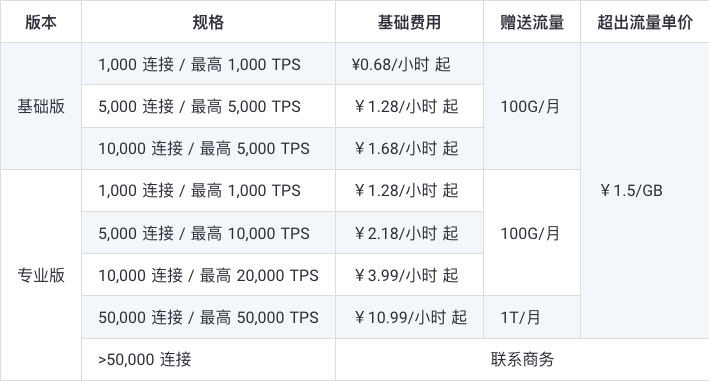 版本 规格 基础费用 赠送流量 超出流量单价
1,000 连接 / 最高 1,000 TPS ¥0.68/小时 起
基础版 5,000 连接 / 最高 5,000 TPS ￥1.28/小时 起 100G/月
10,000 连接 / 最高 5,000 TPS ￥1.68/小时 起
1,000 连接 / 最高 1,000 TPS ￥1.28/小时 起 ￥1.5/GB
5,000 连接 / 最高 10,000 TPS ￥2.18/小时 起 100G/月
专业版 10,000 连接 / 最高 20,000 TPS ￥3.99/小时 起
50,000 连接 / 最高 50,000 TPS ￥10.99/小时 起 1T/月
>50,000 连接 联系商务